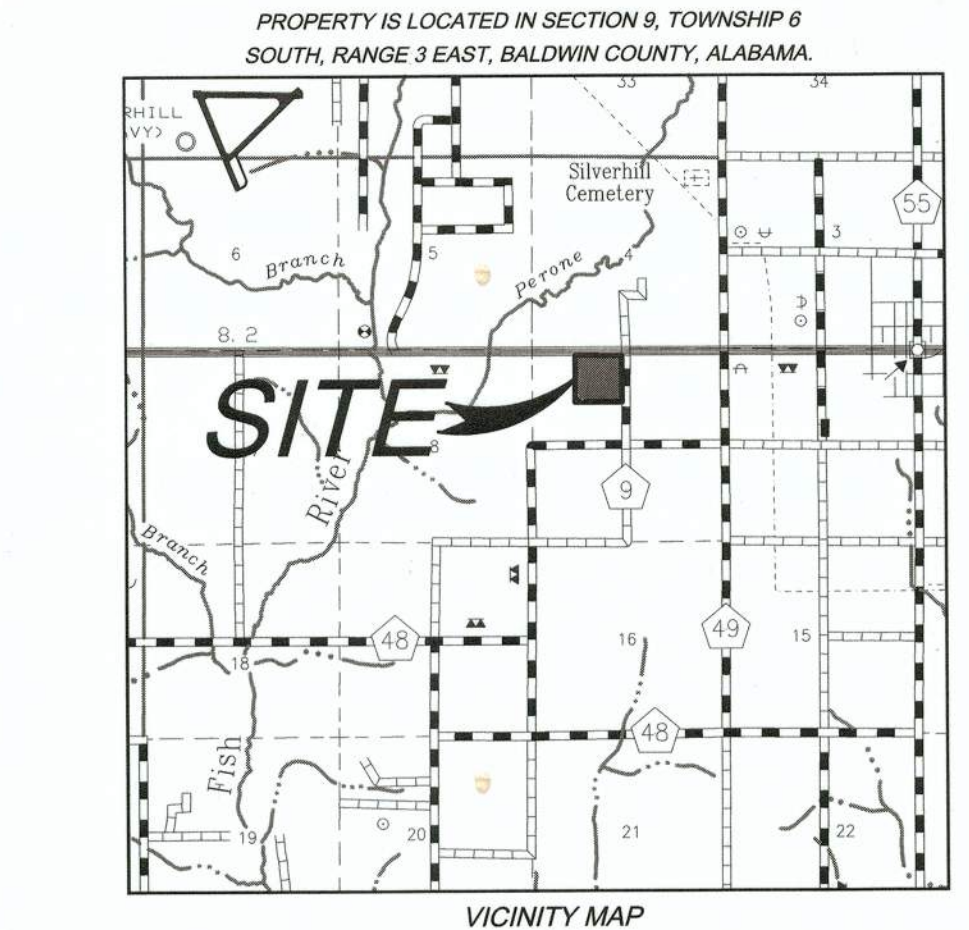 PROPERTY IS LOCATED IN SECTION 9, TOWNSHIP 6
SOUTH, RANGE 3 EAST, BALDWIN COUNTY, ALABAMA.
33
34
RHILL
VY)
Silverhill
Cemetery
55
3
6
Branch
5
Perone
4
8, 2
SITE
8
River
9
Branch
48
49
16
15
18
48
Fish
19
20
21
22
VICINITY MAP